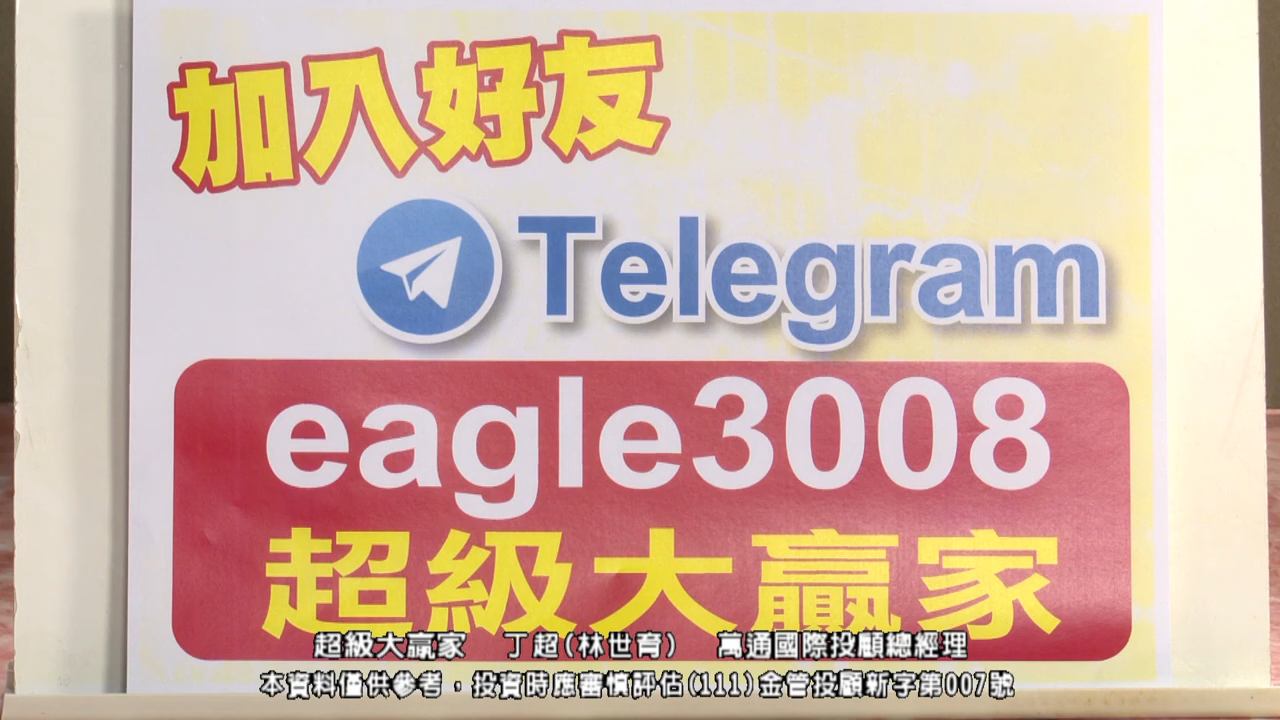 加入好友
Telegram
eagle3008
超級大贏家
超級大贏家 丁超(林世育) 萬通國際投顧總經理
本資料僅供參考，投資時應審慎評估(111)金管投顧新字第007號